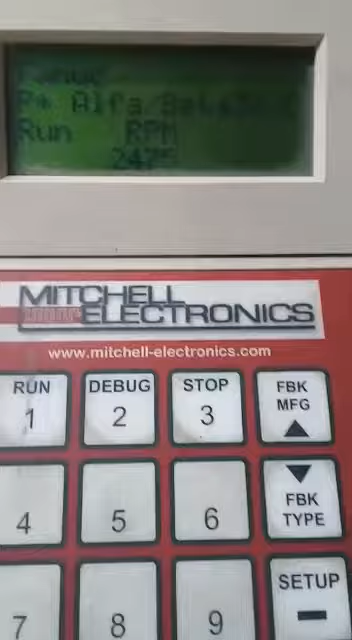 Fanuc
R* Alfa/Beta
Run RPM
2475
MITCHELL
ELECTRONICS
www.mitchell-electronics.com
RUN
1
DEBUG
2
STOP
3
FBK
MFG
4
5
6
FBK
TYPE
7
8
9
SETUP